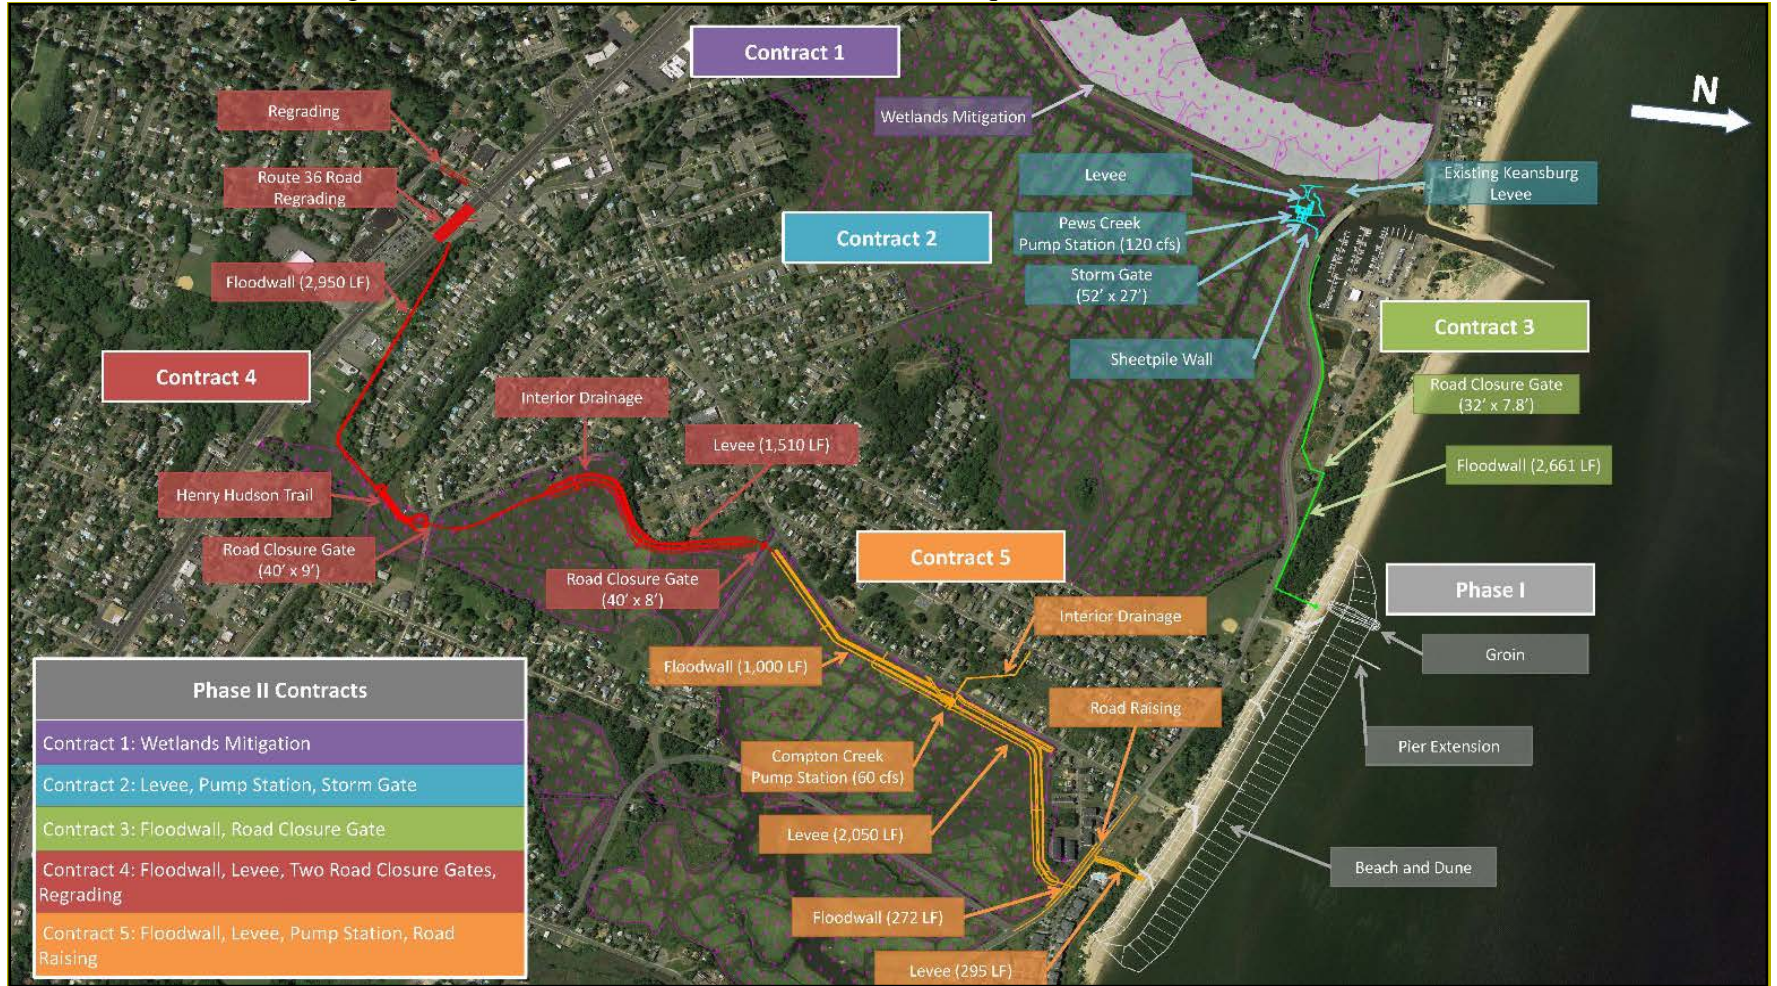 Contract 1
N
Wetlands Mitigation
Regrading
Route 36 Road
Regrading
Floodwall (2,950 LF)
Contract 4
Henry Hudson Trail
Road Closure Gate
(40' x 9')
Interior Drainage
Levee (1,510 LF)
Road Closure Gate
(40' x 8')
Contract 2
Levee
Pews Creek
Pump Station (120 cfs)
Storm Gate
(52' x 27')
Sheetpile Wall
Existing Keansburg
Levee
Contract 3
Road Closure Gate
(32' x 7.8')
Floodwall (2,661 LF)
Contract 5
Interior Drainage
Floodwall (1,000 LF)
Road Raising
Compton Creek
Pump Station (60 cfs)
Levee (2,050 LF)
Floodwall (272 LF)
Levee (295 LF)
Phase I
Groin
Pier Extension
Beach and Dune
Phase II Contracts
Contract 1: Wetlands Mitigation
Contract 2: Levee, Pump Station, Storm Gate
Contract 3: Floodwall, Road Closure Gate
Contract 4: Floodwall, Levee, Two Road Closure Gates,
Regrading
Contract 5: Floodwall, Levee, Pump Station, Road
Raising